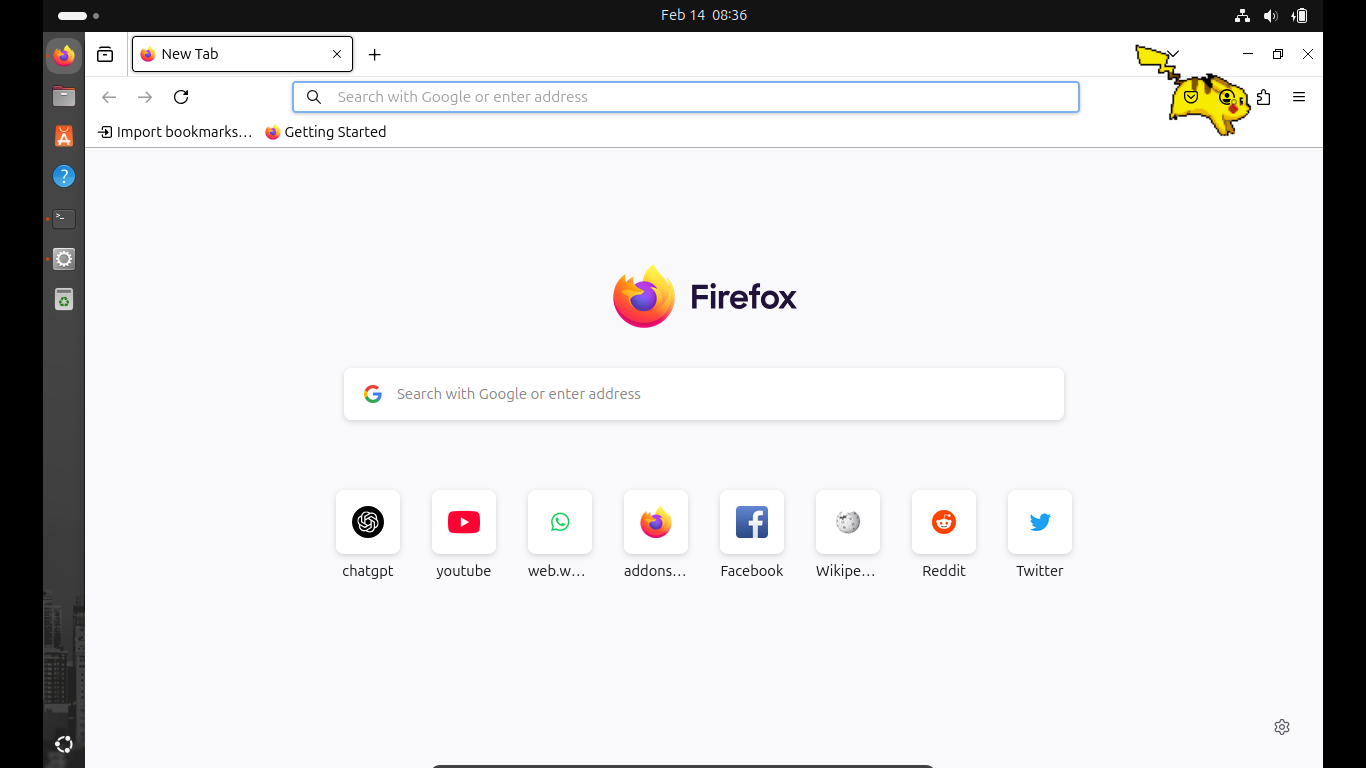 Feb 14 08:36
New Tab
Search with Google or enter address
Import bookmarks... Getting Started
Firefox
Search with Google or enter address
chatgpt youtube web.w... addons... Facebook Wikipe... Reddit Twitter